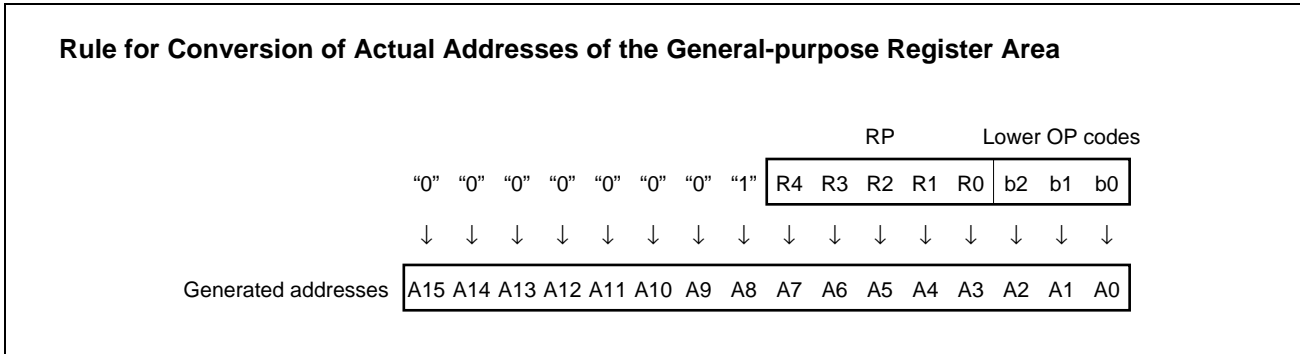 Rule for Conversion of Actual Addresses of the General-purpose Register Area
RP Lower OP codes
“0” “0” “0” “0” “0” “0” “0” “1” R4 R3 R2 R1 R0 b2 b1 b0
↓ ↓ ↓ ↓ ↓ ↓ ↓ ↓ ↓ ↓ ↓ ↓ ↓ ↓ ↓ ↓
Generated addresses A15 A14 A13 A12 A11 A10 A9 A8 A7 A6 A5 A4 A3 A2 A1 A0